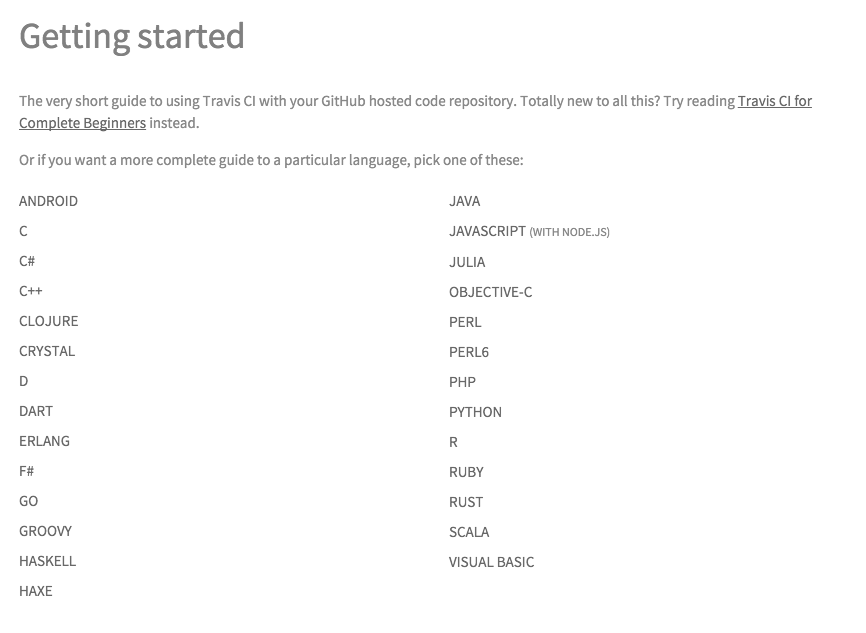 Getting started
The very short guide to using Travis CI with your GitHub hosted code repository. Totally new to all this? Try reading Travis CI for
Complete Beginners instead.
Or if you want a more complete guide to a particular language, pick one of these:
ANDROID
C
C#
C++
CLOJURE
CRYSTAL
D
DART
ERLANG
F#
GO
GROOVY
HASKELL
HAXE
JAVA
JAVASCRIPT (WITH NODE.JS)
JULIA
OBJECTIVE-C
PERL
PERL6
PHP
PYTHON
R
RUBY
RUST
SCALA
VISUAL BASIC